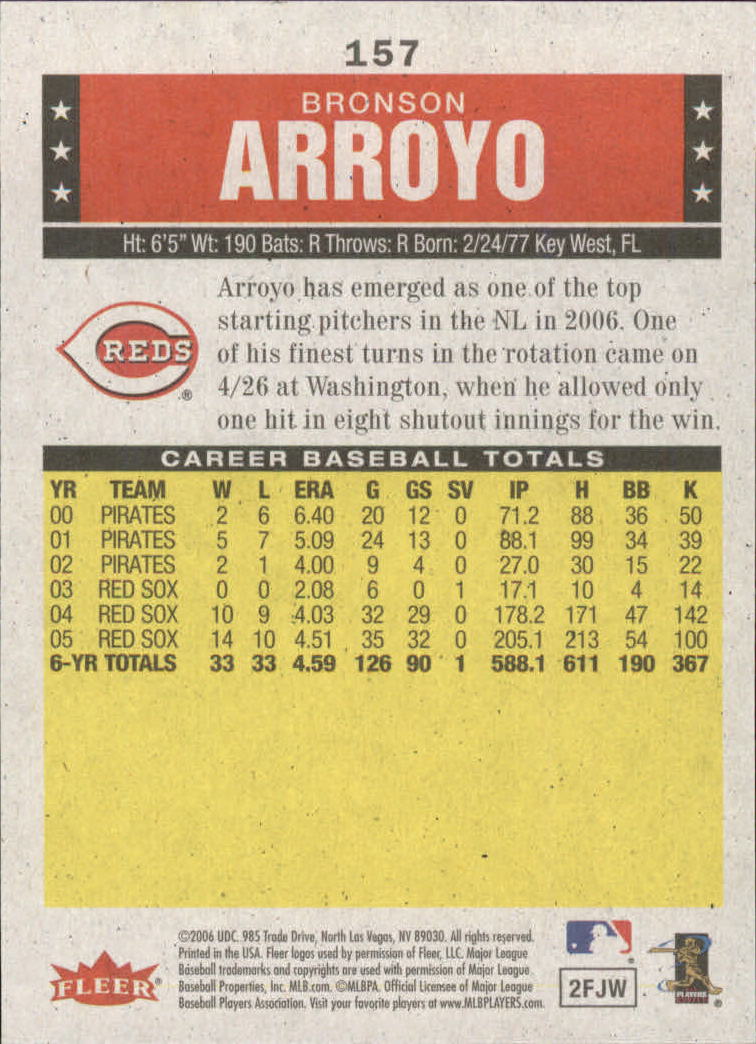 157
BRONSON
ARROYO
Ht: 6'5" Wt: 190 Bats: R Throws: R Born: 2/24/77 Key West, FL
REDS
®
Arroyo has emerged as one of the top
starting pitchers in the NL in 2006. One
of his finest turns in the rotation came on
4/26 at Washington, when he allowed only
one hit in eight shutout innings for the win.
CAREER BASEBALL TOTALS
YR TEAM W L ERA G GS SV IP H BB K
00 PIRATES 2 6 6.40 20 12 0 71.2 88 36 50
01 PIRATES 5 7 5.09 24 13 0 88.1 99 34 39
02 PIRATES 2 1 4.00 9 4 0 27.0 30 15 22
03 RED SOX 0 0 2.08 6 0 1 17.1 10 4 14
04 RED SOX 10 9 4.03 32 29 0 178.2 171 47 142
05 RED SOX 14 10 4.51 35 32 0 205.1 213 54 100
6-YR TOTALS 33 33 4.59 126 90 1 588.1 611 190 367
FLEER®
©2006 UDC. 985 Trade Drive, North Las Vegas, NV 89030. All rights reserved.
Printed in the USA. Fleer logos used by permission of Fleer, LLC. Major League
Baseball trademarks and copyrights are used with permission of Major League
Baseball Properties, Inc. MLB.com. ©MLBPA. Official Licensee of Major League
Baseball Players Association. Visit your favorite players at www.MLBPLAYERS.com.
2FJW
PLAYERS
®